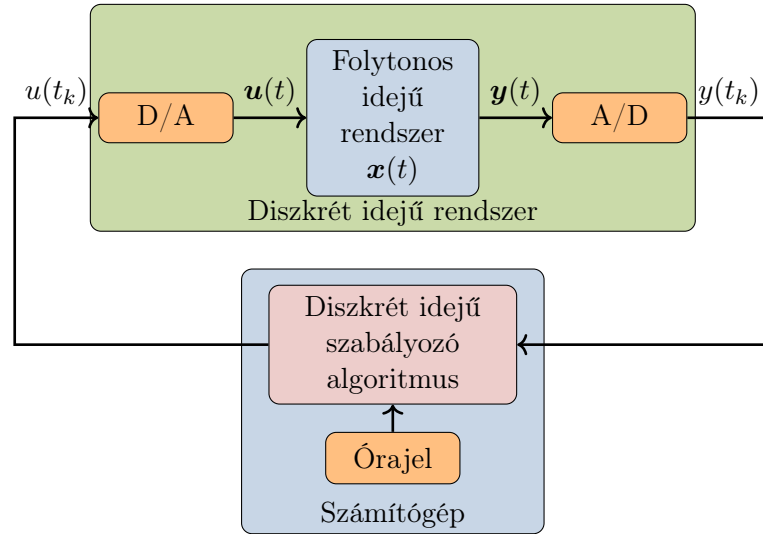 u(t_k)
D/A
u(t)
Folytonos
idejű
rendszer
x(t)
y(t)
A/D
y(t_k)
Diszkrét idejű rendszer
Diszkrét idejű
szabályozó
algoritmus
Órajel
Számítógép